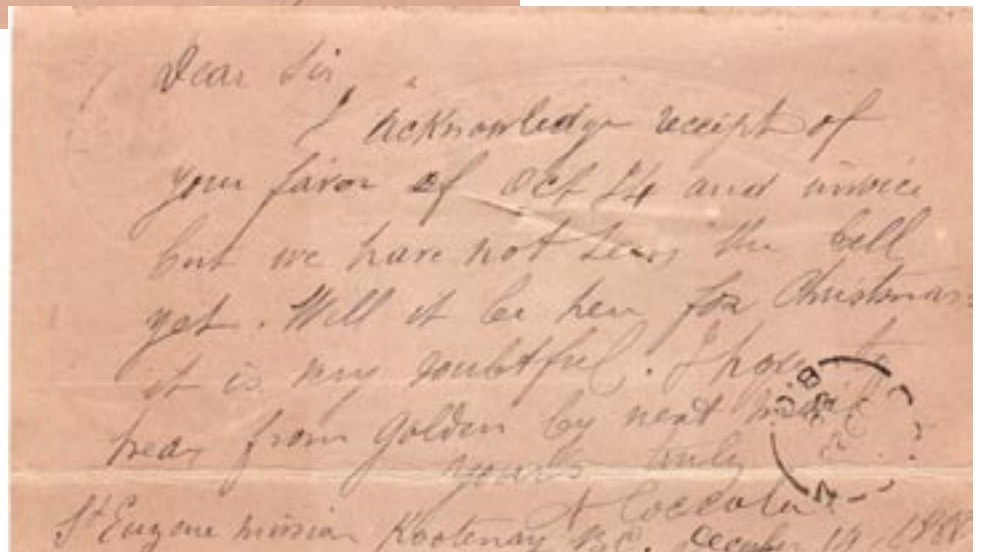 Dear Sir,
I acknowledge receipt of
your favor of Oct 24 and invoice
but we have not seen the bell
yet. Will it be here for Christmas:
it is very doubtful. I hope to
hear from Golden by next mail
yours truly
N Coccola
St Eugene mission Kootenay B.C. December 14, 1888
B.C.